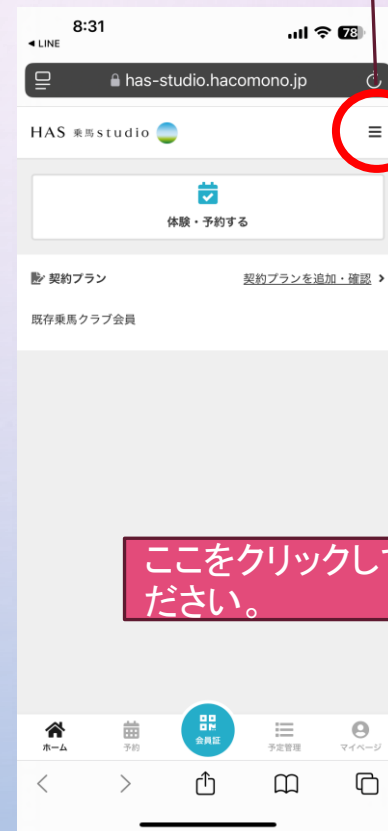 8:31
78
◀ LINE
has-studio.hacomono.jp
HAS 乗馬studio
体験・予約する
契約プラン
契約プランを追加・確認
既存乗馬クラブ会員
ここをクリックして
ださい。
会員証
ホーム
予約
予定管理
マイページ